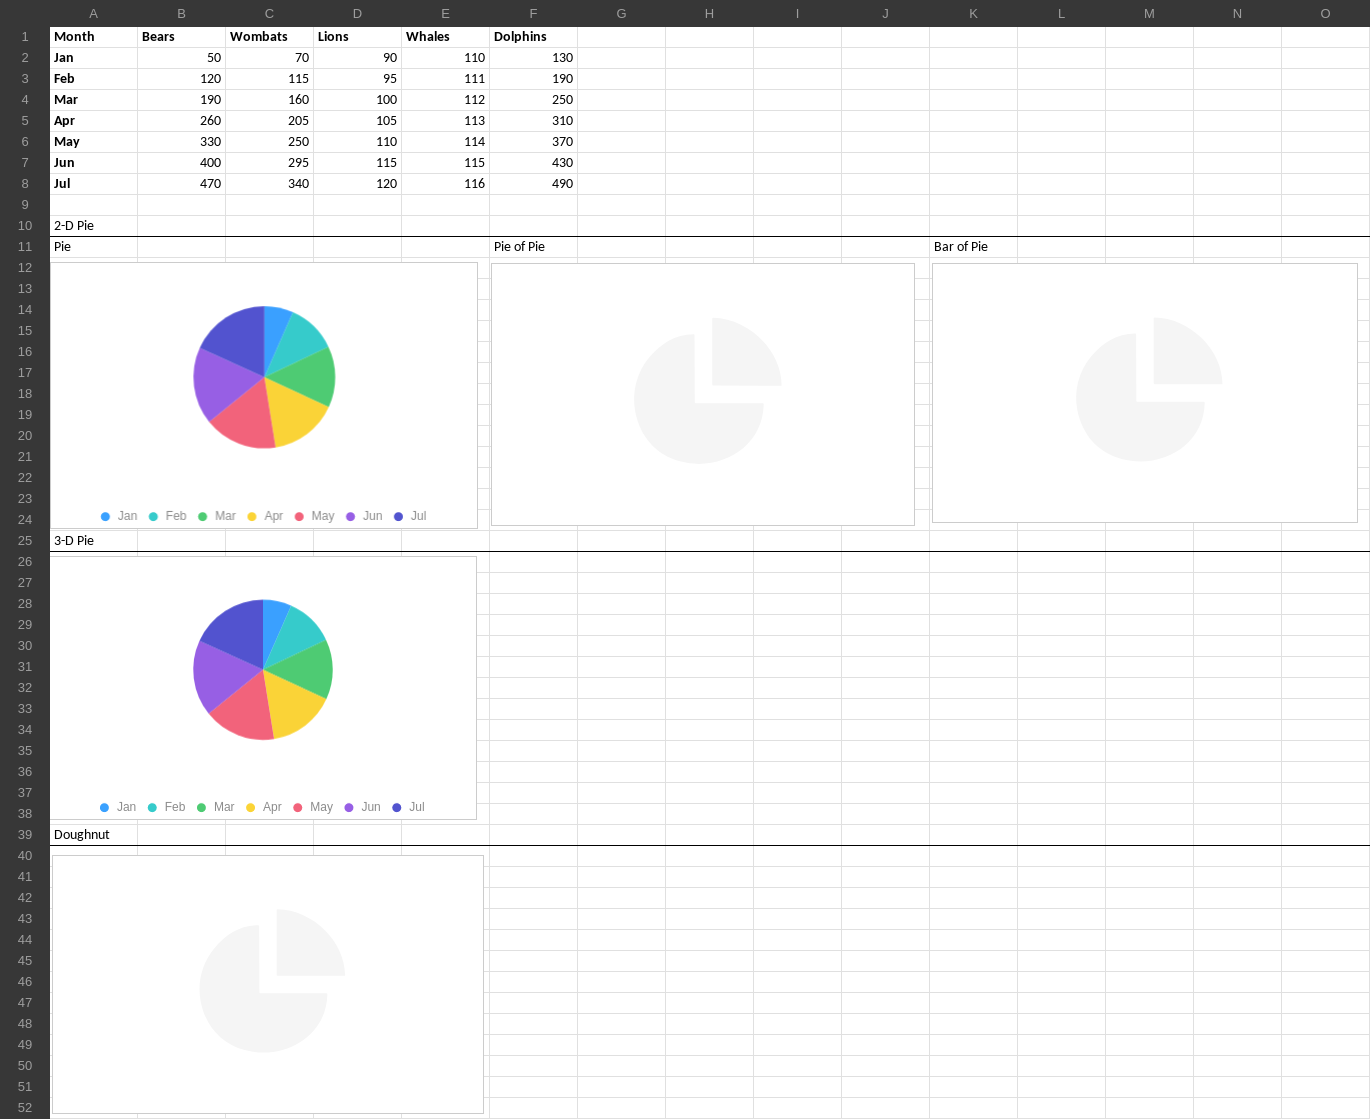 A B C D E F G H I J K L M N O
1 Month Bears Wombats Lions Whales Dolphins
2 Jan 50 70 90 110 130
3 Feb 120 115 95 111 190
4 Mar 190 160 100 112 250
5 Apr 260 205 105 113 310
6 May 330 250 110 114 370
7 Jun 400 295 115 115 430
8 Jul 470 340 120 116 490
9
10 2-D Pie
11 Pie Pie of Pie Bar of Pie
12
13
14
15
16
17
18
19
20
21
22
23
24 Jan Feb Mar Apr May Jun Jul
25 3-D Pie
26
27
28
29
30
31
32
33
34
35
36
37
38 Jan Feb Mar Apr May Jun Jul
39 Doughnut
40
41
42
43
44
45
46
47
48
49
50
51
52